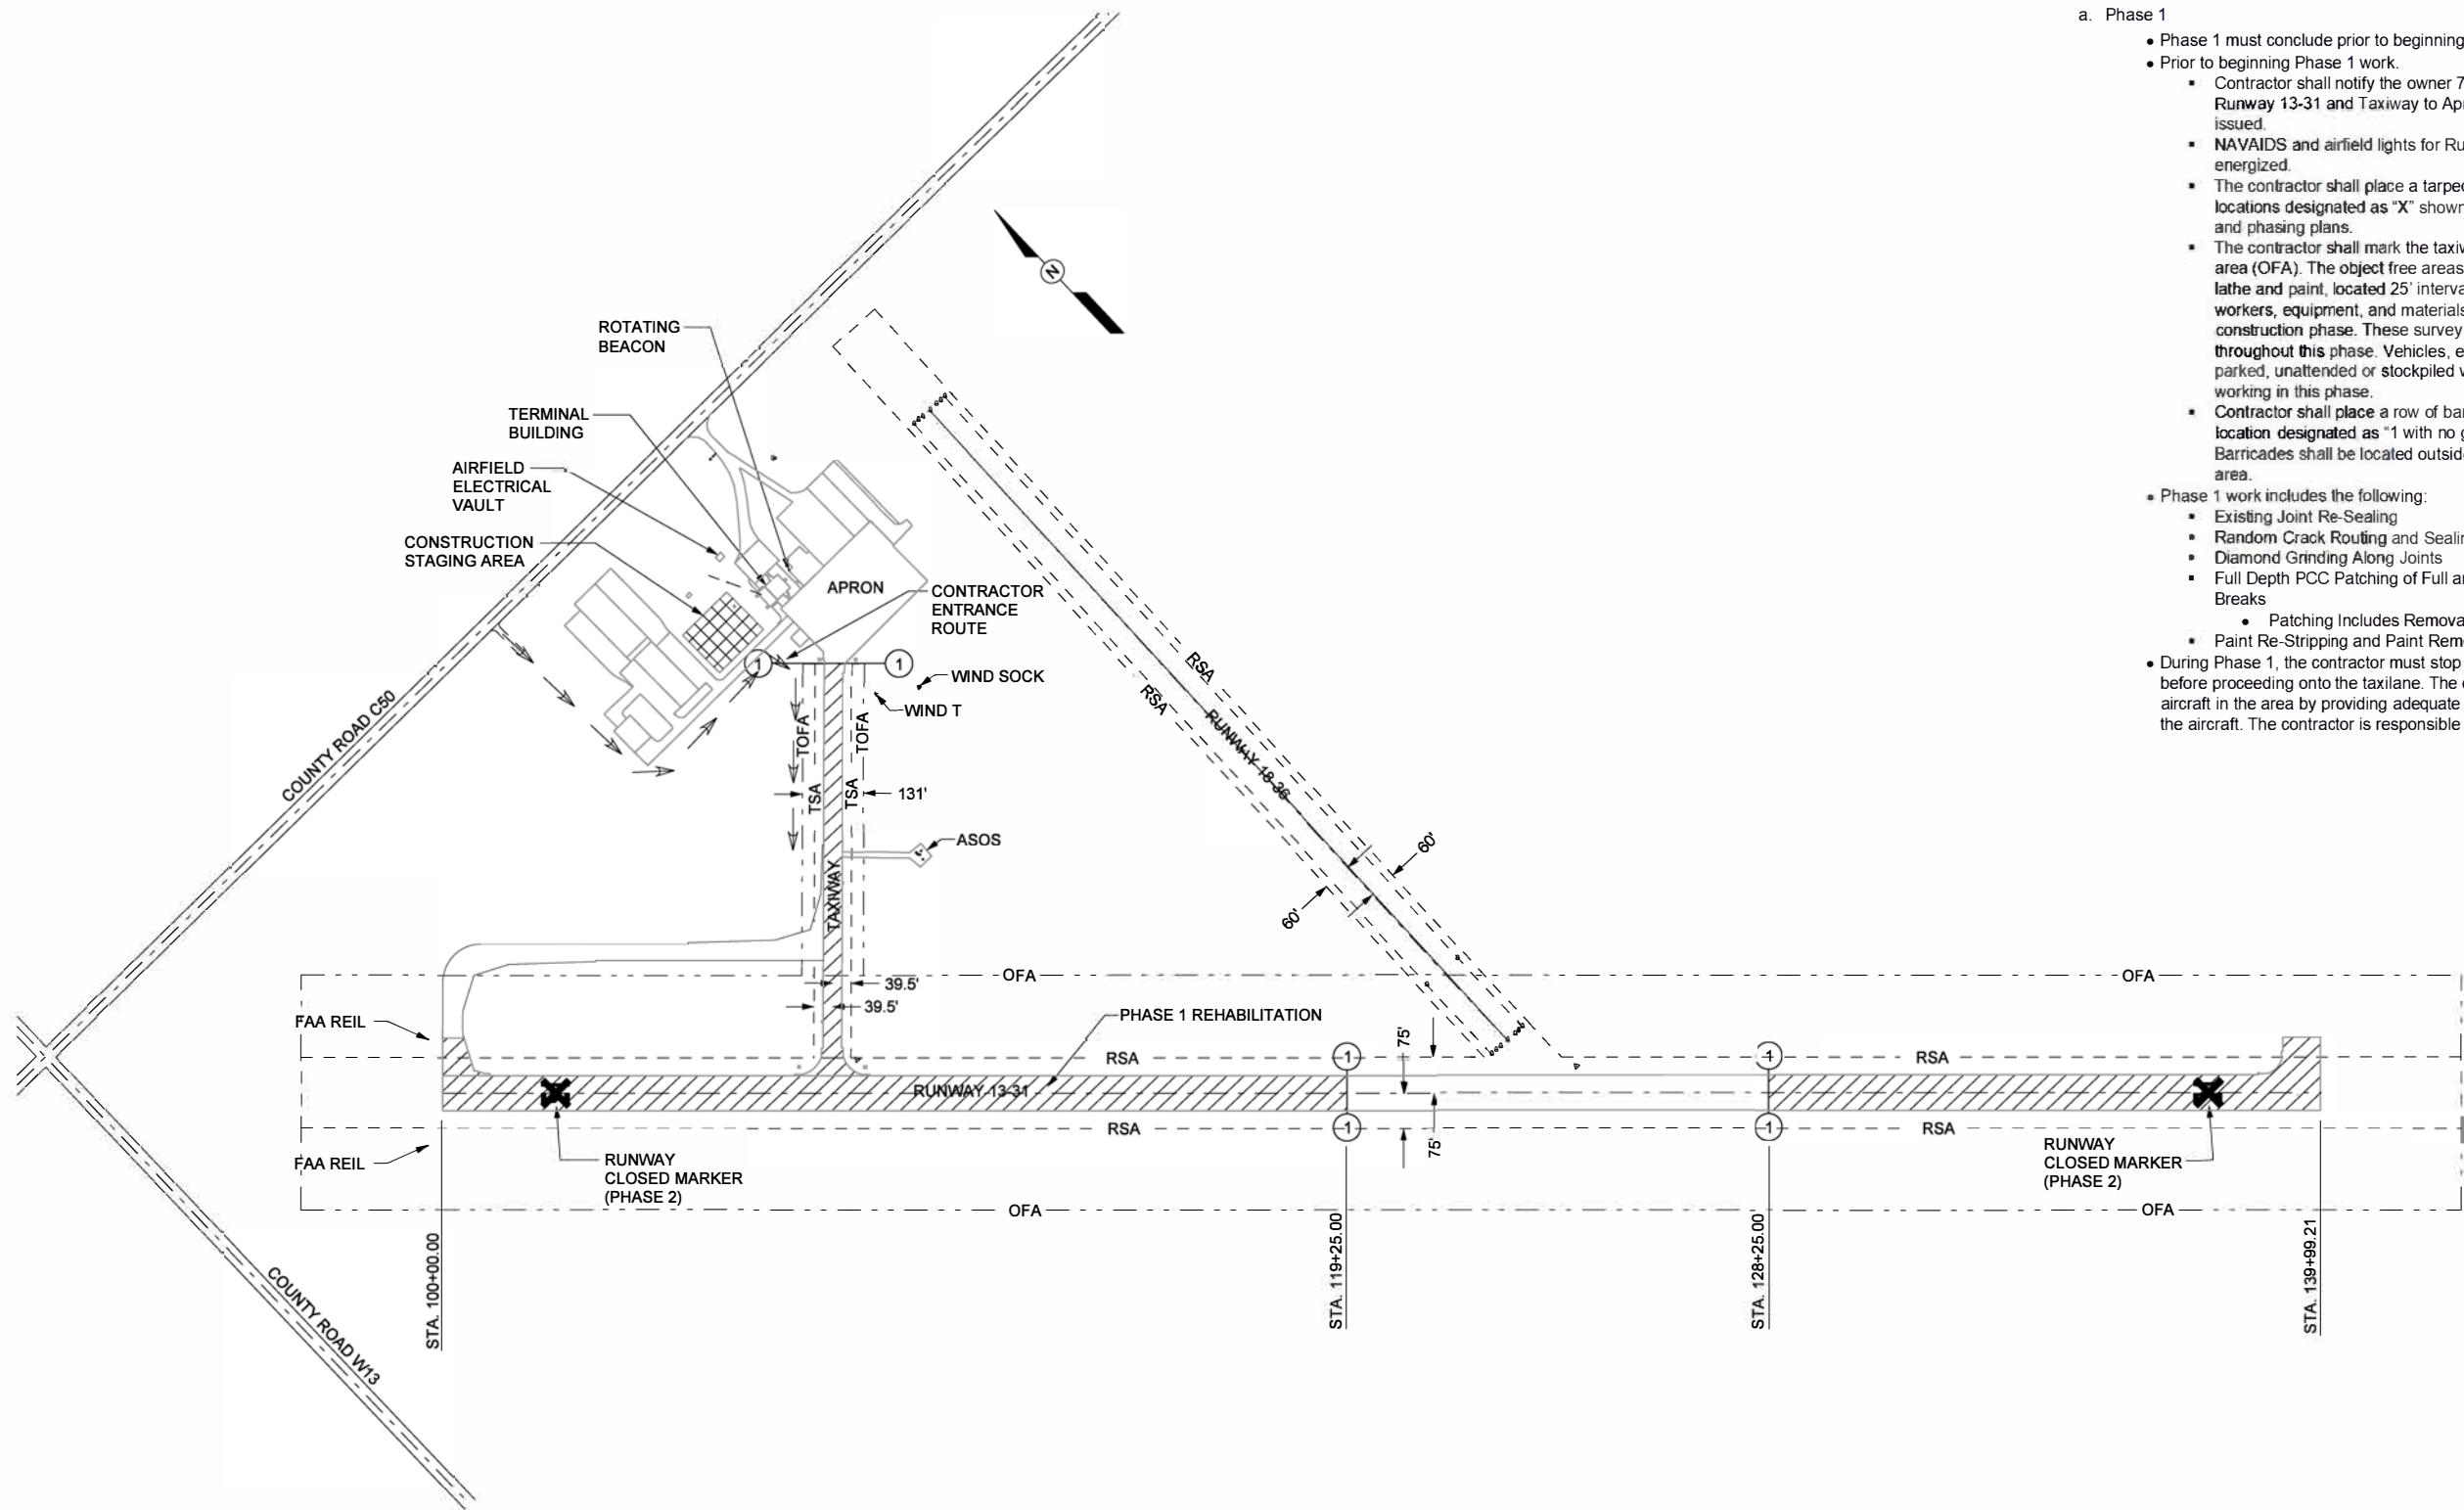 a. Phase 1
• Phase 1 must conclude prior to beginning
• Prior to beginning Phase 1 work.
▪ Contractor shall notify the owner 7
Runway 13-31 and Taxiway to Ap
issued.
▪ NAVAIDS and airfield lights for Ru
energized.
▪ The contractor shall place a tarped
locations designated as “X” shown
and phasing plans.
▪ The contractor shall mark the taxiw
area (OFA). The object free areas
lathe and paint, located 25’ interva
workers, equipment, and materials
construction phase. These survey
throughout this phase. Vehicles, e
parked, unattended or stockpiled w
working in this phase.
▪ Contractor shall place a row of bar
location designated as “1 with no g
Barricades shall be located outside
area.
• Phase 1 work includes the following:
▪ Existing Joint Re-Sealing
▪ Random Crack Routing and Sealin
▪ Diamond Grinding Along Joints
▪ Full Depth PCC Patching of Full an
Breaks
• Patching Includes Remova
▪ Paint Re-Stripping and Paint Rem
• During Phase 1, the contractor must stop
before proceeding onto the taxilane. The
aircraft in the area by providing adequate
the aircraft. The contractor is responsible
N
ROTATING
BEACON
TERMINAL
BUILDING
AIRFIELD
ELECTRICAL
VAULT
CONSTRUCTION
STAGING AREA
APRON
CONTRACTOR
ENTRANCE
ROUTE
1
1
WIND SOCK
WIND T
COUNTY ROAD C50
TOFA
TOFA
TSA
TSA
131'
ASOS
TAXIWAY
RSA
RSA
RUNWAY 18-36
60'
60'
OFA
OFA
39.5'
39.5'
FAA REIL
PHASE 1 REHABILITATION
75'
RSA
1
1
RSA
RUNWAY 13-31
RSA
1
75'
1
RSA
FAA REIL
RUNWAY
CLOSED MARKER
(PHASE 2)
RUNWAY
CLOSED MARKER
(PHASE 2)
OFA
OFA
STA. 100+00.00
STA. 119+25.00
STA. 128+25.00
STA. 139+99.21
COUNTY ROAD W13